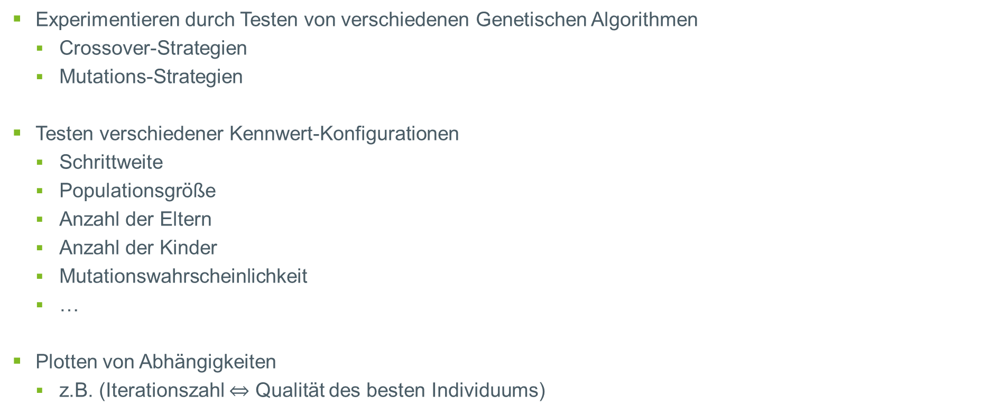 ▪ Experimentieren durch Testen von verschiedenen Genetischen Algorithmen
▪ Crossover-Strategien
▪ Mutations-Strategien
▪ Testen verschiedener Kennwert-Konfigurationen
▪ Schrittweite
▪ Populationsgröße
▪ Anzahl der Eltern
▪ Anzahl der Kinder
▪ Mutationswahrscheinlichkeit
▪ …
▪ Plotten von Abhängigkeiten
▪ z.B. (Iterationszahl ⇔ Qualität des besten Individuums)